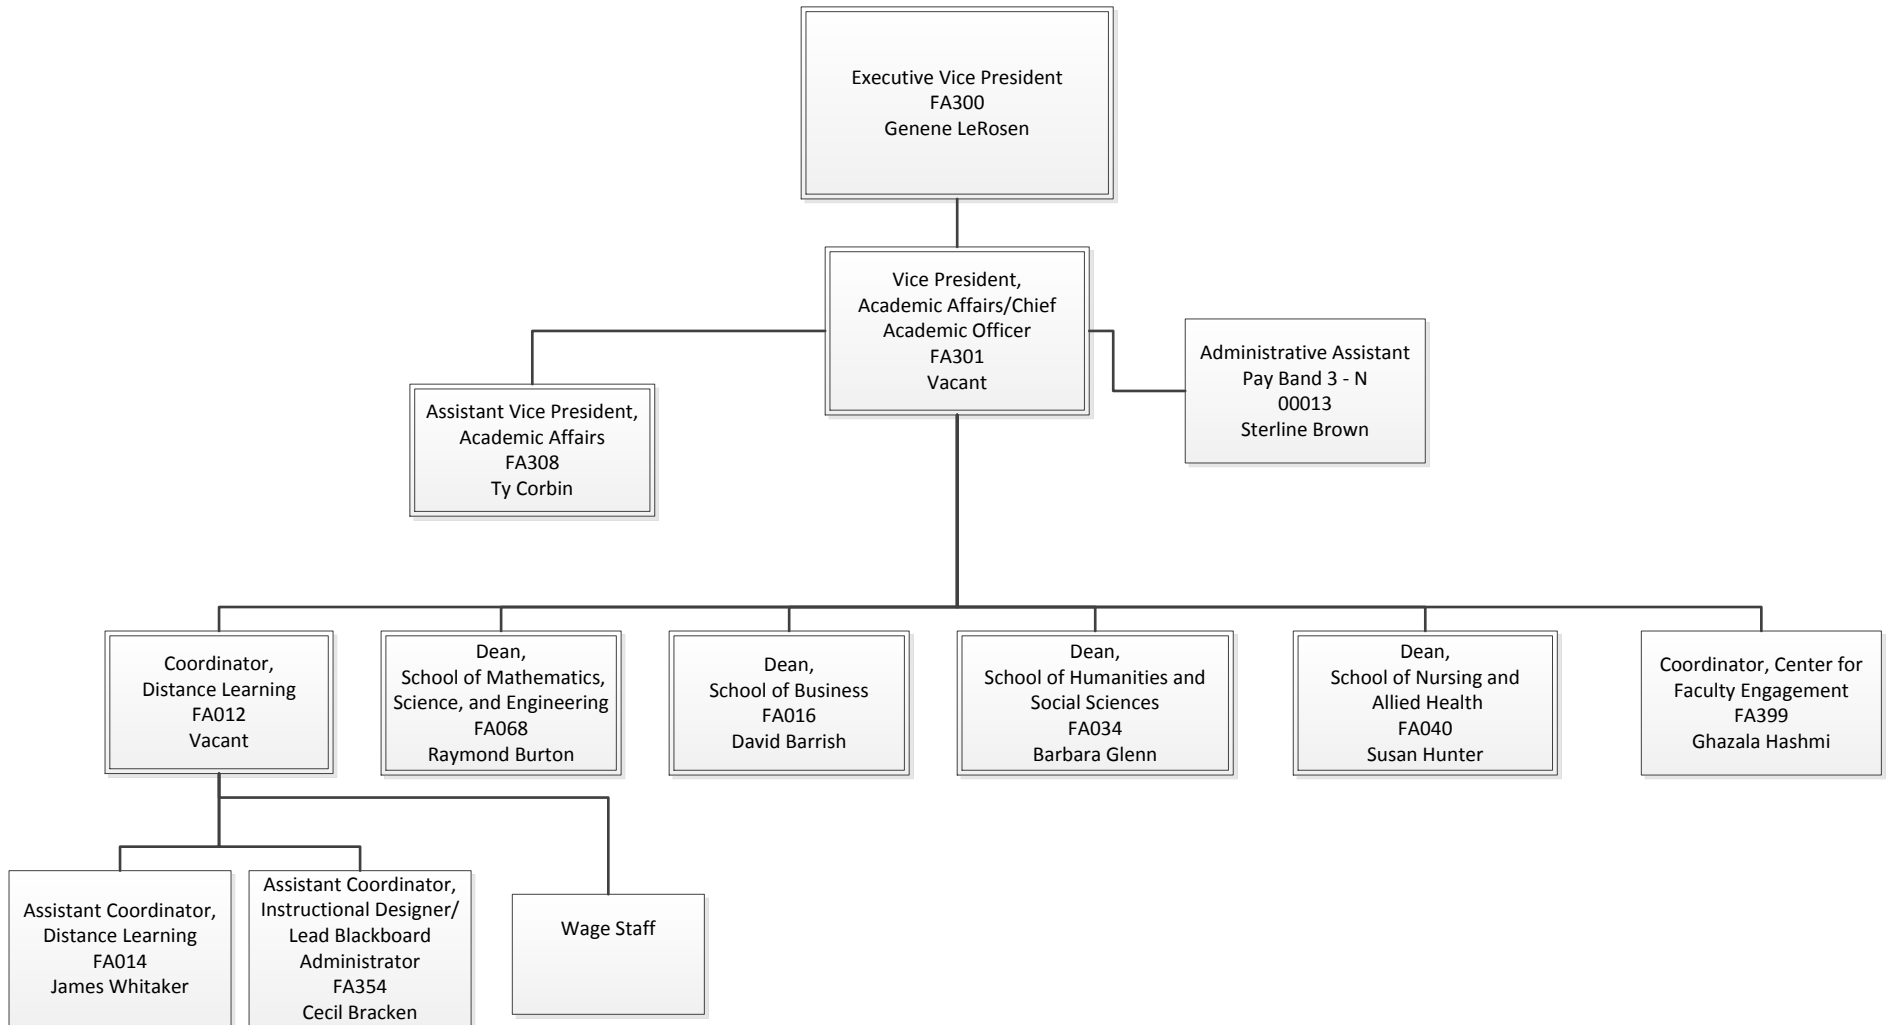 Executive Vice President
FA300
Genene LeRosen
Vice President,
Academic Affairs/Chief
Academic Officer
FA301
Vacant
Administrative Assistant
Pay Band 3 - N
00013
Sterline Brown
Assistant Vice President,
Academic Affairs
FA308
Ty Corbin
Coordinator,
Distance Learning
FA012
Vacant
Dean,
School of Mathematics,
Science, and Engineering
FA068
Raymond Burton
Dean,
School of Business
FA016
David Barrish
Dean,
School of Humanities and
Social Sciences
FA034
Barbara Glenn
Dean,
School of Nursing and
Allied Health
FA040
Susan Hunter
Coordinator, Center for
Faculty Engagement
FA399
Ghazala Hashmi
Assistant Coordinator,
Distance Learning
FA014
James Whitaker
Assistant Coordinator,
Instructional Designer/
Lead Blackboard
Administrator
FA354
Cecil Bracken
Wage Staff